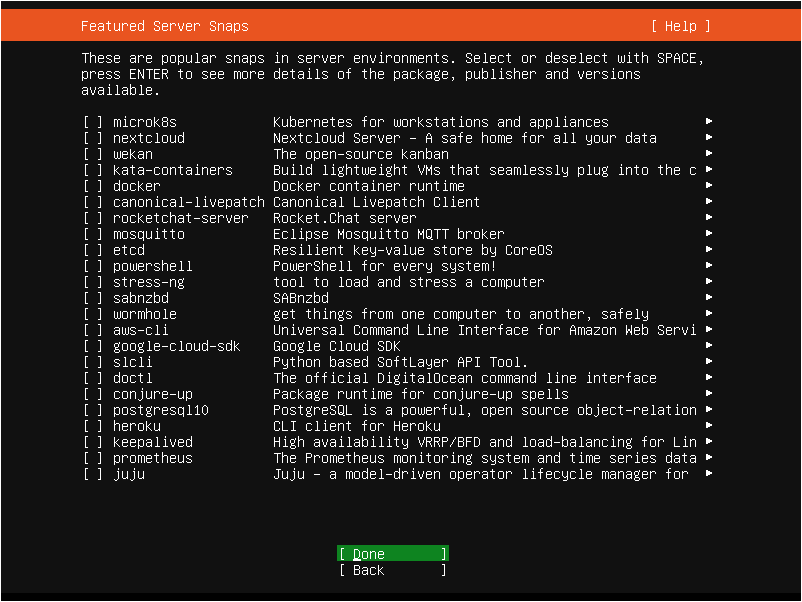 Featured Server Snaps [ Help ]
These are popular snaps in server environments. Select or deselect with SPACE,
press ENTER to see more details of the package, publisher and versions
available.
[ ] microk8s Kubernetes for workstations and appliances ▸
[ ] nextcloud Nextcloud Server - A safe home for all your data ▸
[ ] wekan The open-source kanban ▸
[ ] kata-containers Build lightweight VMs that seamlessly plug into the c ▸
[ ] docker Docker container runtime ▸
[ ] canonical-livepatch Canonical Livepatch Client ▸
[ ] rocketchat-server Rocket.Chat server ▸
[ ] mosquitto Eclipse Mosquitto MQTT broker ▸
[ ] etcd Resilient key-value store by CoreOS ▸
[ ] powershell PowerShell for every system! ▸
[ ] stress-ng tool to load and stress a computer ▸
[ ] sabnzbd SABnzbd ▸
[ ] wormhole get things from one computer to another, safely ▸
[ ] aws-cli Universal Command Line Interface for Amazon Web Servi ▸
[ ] google-cloud-sdk Google Cloud SDK ▸
[ ] slcli Python based SoftLayer API Tool. ▸
[ ] doctl The official DigitalOcean command line interface ▸
[ ] conjure-up Package runtime for conjure-up spells ▸
[ ] postgresql10 PostgreSQL is a powerful, open source object-relation ▸
[ ] heroku CLI client for Heroku ▸
[ ] keepalived High availability VRRP/BFD and load-balancing for Lin ▸
[ ] prometheus The Prometheus monitoring system and time series data ▸
[ ] juju Juju - a model-driven operator lifecycle manager for ▸
[ Done ]
[ Back ]